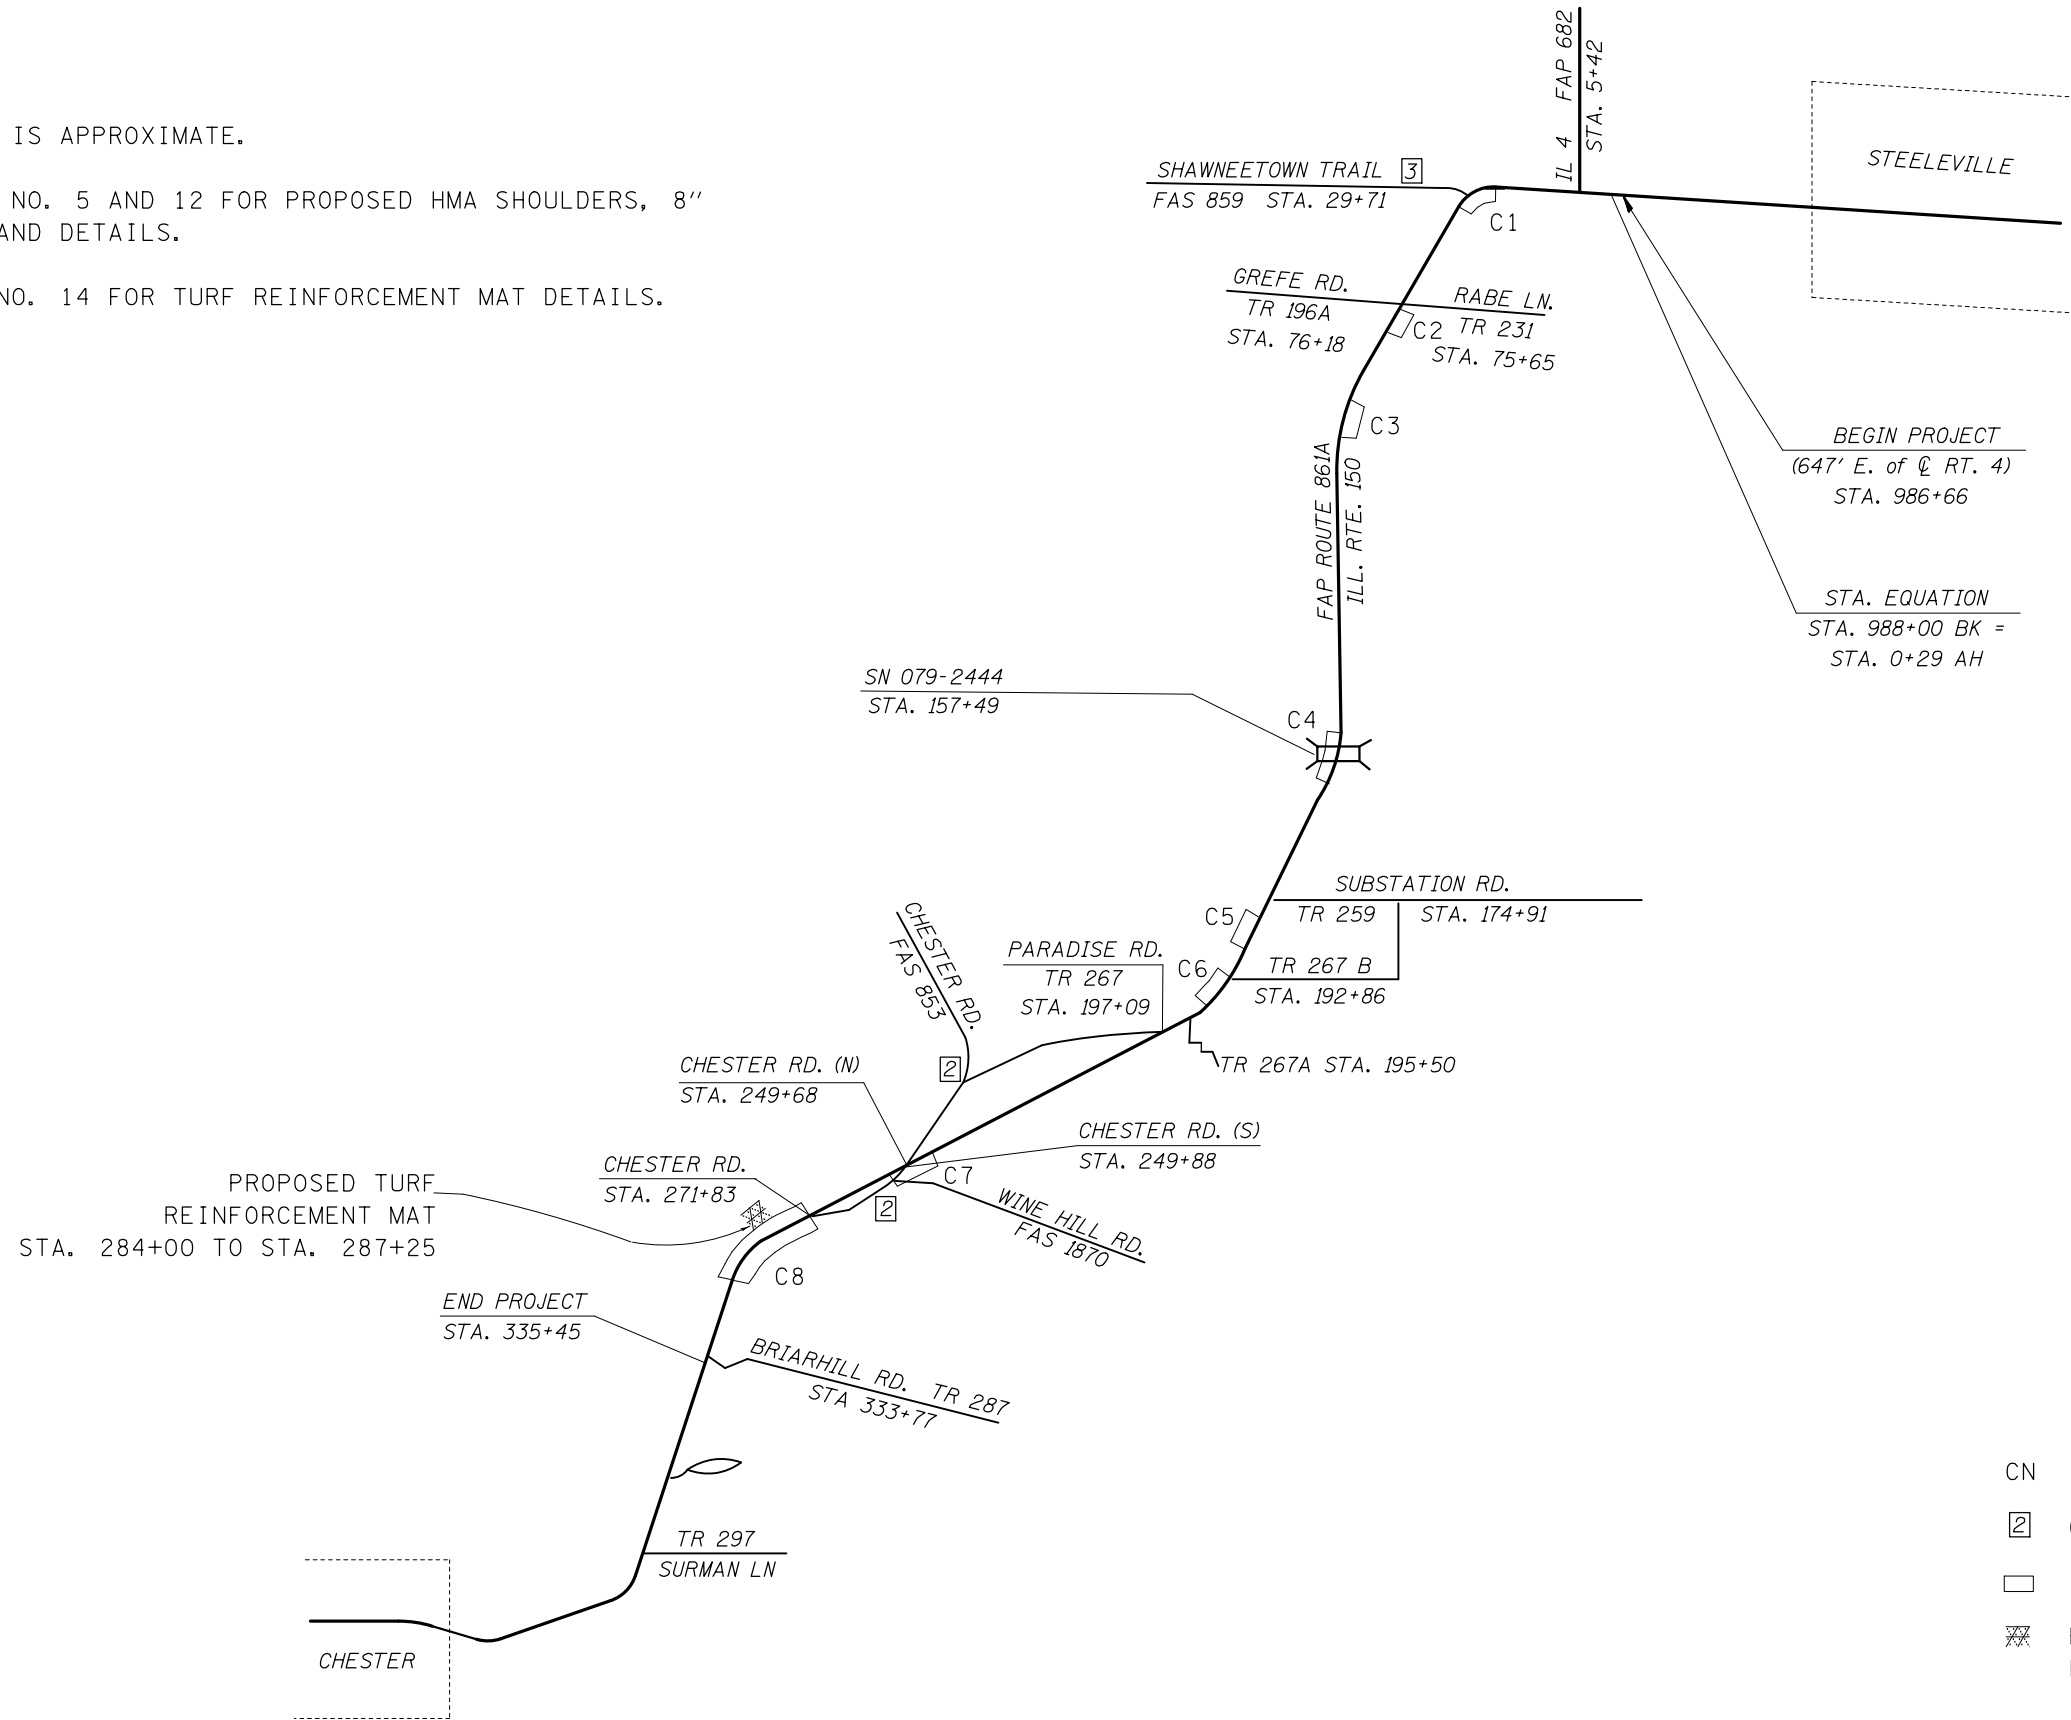 IS APPROXIMATE.
NO. 5 AND 12 FOR PROPOSED HMA SHOULDERS, 8"
AND DETAILS.
NO. 14 FOR TURF REINFORCEMENT MAT DETAILS.
IL 4 FAP 682
STA. 5+42
STEELEVILLE
SHAWNEETOWN TRAIL 3
FAS 859 STA. 29+71
C1
GREFE RD.
TR 196A
STA. 76+18
RABE LN.
C2 TR 231
STA. 75+65
C3
FAP ROUTE 861A
ILL. RTE. 150
BEGIN PROJECT
(647' E. of ℄ RT. 4)
STA. 986+66
STA. EQUATION
STA. 988+00 BK =
STA. 0+29 AH
SN 079-2444
STA. 157+49
C4
SUBSTATION RD.
TR 259 STA. 174+91
C5
CHESTER RD.
FAS 853
PARADISE RD.
TR 267
STA. 197+09
C6
TR 267 B
STA. 192+86
TR 267A STA. 195+50
2
CHESTER RD. (N)
STA. 249+68
CHESTER RD. (S)
STA. 249+88
C7
CHESTER RD.
STA. 271+83
2
WINE HILL RD.
FAS 1870
PROPOSED TURF
REINFORCEMENT MAT
STA. 284+00 TO STA. 287+25
C8
END PROJECT
STA. 335+45
BRIARHILL RD. TR 287
STA 333+77
CN
2
TR 297
SURMAN LN
CHESTER